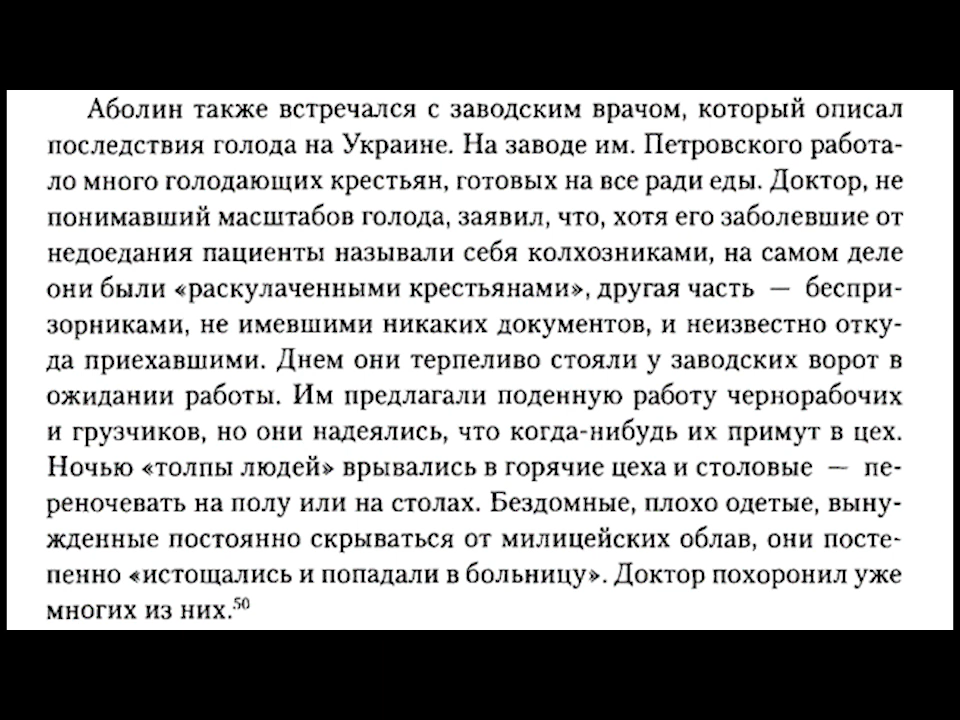 Аболин также встречался с заводским врачом, который описал
последствия голода на Украине. На заводе им. Петровского работа-
ло много голодающих крестьян, готовых на все ради еды. Доктор, не
понимавший масштабов голода, заявил, что, хотя его заболевшие от
недоедания пациенты называли себя колхозниками, на самом деле
они были «раскулаченными крестьянами», другая часть — беспри-
зорниками, не имевшими никаких документов, и неизвестно отку-
да приехавшими. Днем они терпеливо стояли у заводских ворот в
ожидании работы. Им предлагали поденную работу чернорабочих
и грузчиков, но они надеялись, что когда-нибудь их примут в цех.
Ночью «толпы людей» врывались в горячие цеха и столовые — пе-
реночевать на полу или на столах. Бездомные, плохо одетые, выну-
жденные постоянно скрываться от милицейских облав, они посте-
пенно «истощались и попадали в больницу». Доктор похоронил уже
многих из них.50